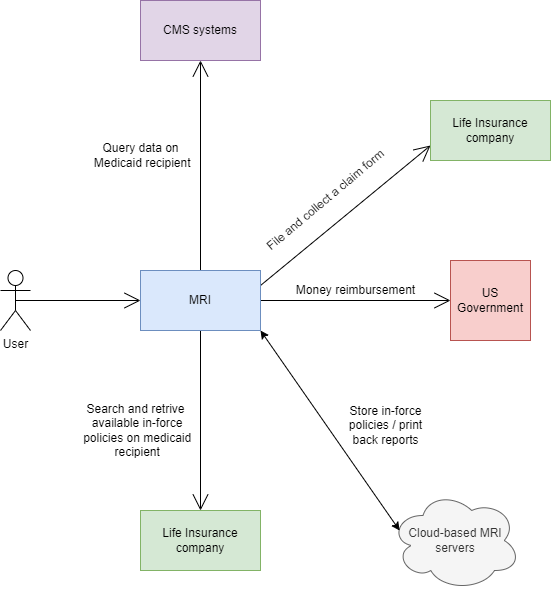 CMS systems
Query data on
Medicaid recipient
Life Insurance
company
File and collect a claim form
MRI
Money reimbursement
US
Government
User
Search and retrive
available in-force
policies on medicaid
recipient
Store in-force
policies / print
back reports
Life Insurance
company
Cloud-based MRI
servers